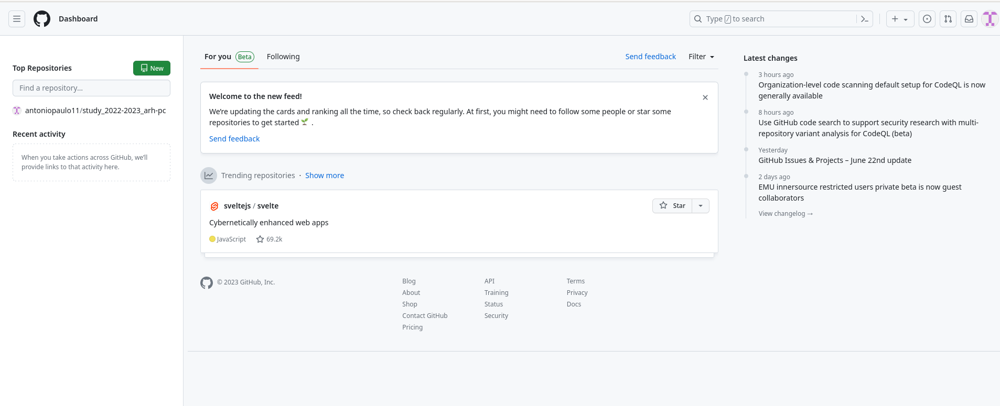 Dashboard
Type / to search
Top Repositories
New
Find a repository...
antoniopaulo11/study_2022-2023_arh-pc
Recent activity
When you take actions across GitHub, we'll
provide links to that activity here.
For you Beta Following Send feedback Filter
Welcome to the new feed!
We're updating the cards and ranking all the time, so check back regularly. At first, you might need to follow some people or star some
repositories to get started 🌱 .
Send feedback
Trending repositories · Show more
sveltejs / svelte
Star
Cybernetically enhanced web apps
JavaScript 69.2k
© 2023 GitHub, Inc.
Blog
About
Shop
Contact GitHub
Pricing
API
Training
Status
Security
Terms
Privacy
Docs
Latest changes
3 hours ago
Organization-level code scanning default setup for CodeQL is now
generally available
8 hours ago
Use GitHub code search to support security research with multi-
repository variant analysis for CodeQL (beta)
Yesterday
GitHub Issues & Projects – June 22nd update
2 days ago
EMU innersource restricted users private beta is now guest
collaborators
View changelog →